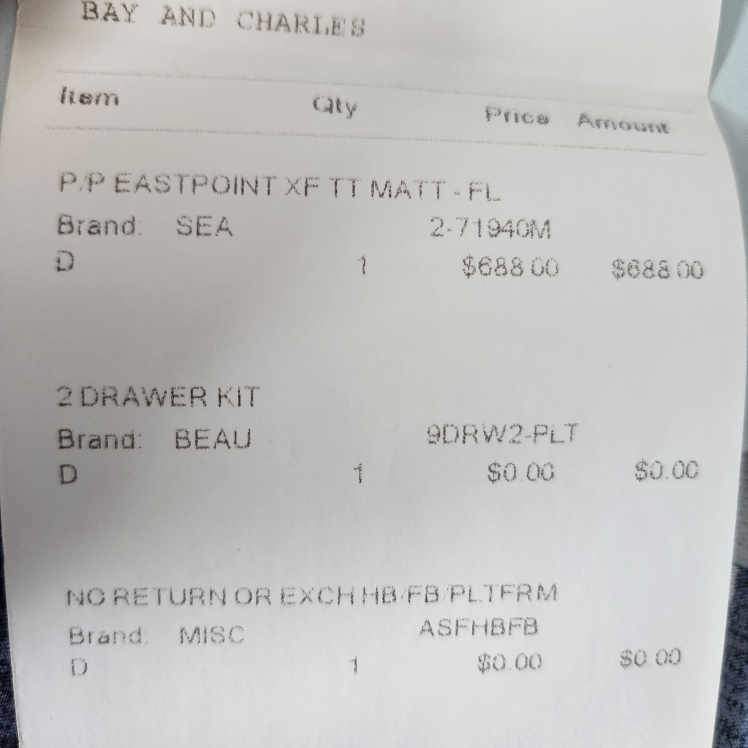 BAY AND CHARLES
Item Qty Price Amount
P/P EASTPOINT XF TT MATT - FL
Brand: SEA 2-71940M
D 1 $688.00 $688.00
2 DRAWER KIT
Brand: BEAU 9DRW2-PLT
D 1 $0.00 $0.00
NO RETURN OR EXCH HB/FB/PLTFRM
Brand: MISC ASFHBFB
D 1 $0.00 $0.00